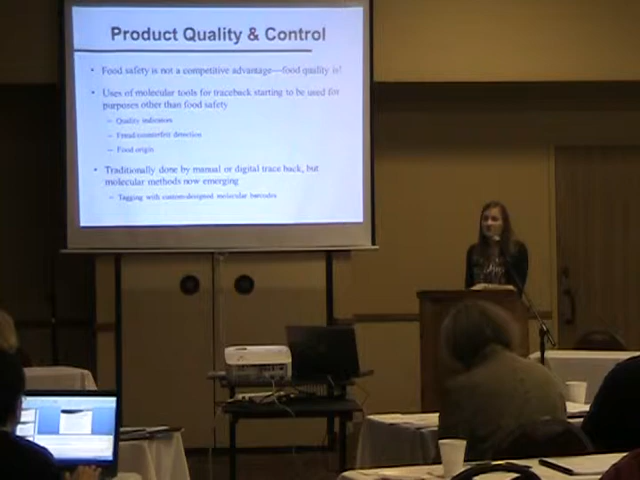 Product Quality & Control
• Food safety is not a competitive advantage—food quality is!
• Uses of molecular tools for traceback starting to be used for
purposes other than food safety
– Quality indicators
– Fread/counterfeit detection
– Food origin
• Traditionally done by manual or digital trace back, but
molecular methods now emerging
– Tagging with custom-designed molecular barcodes